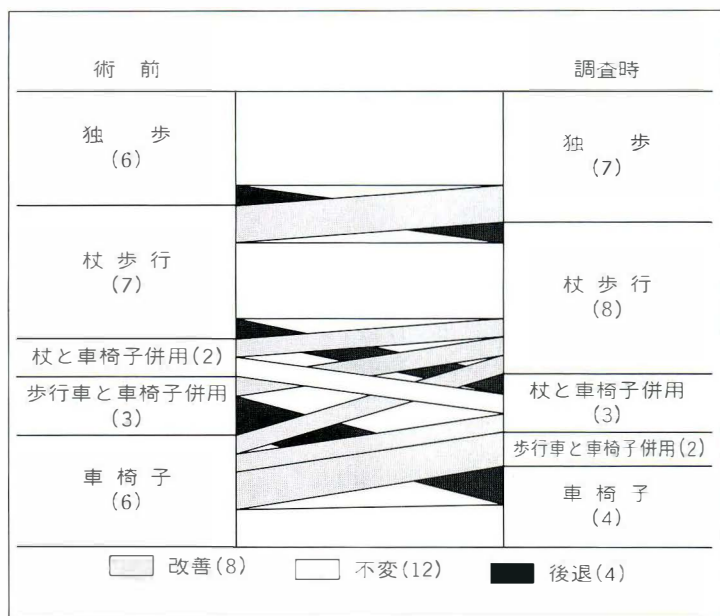 術 前
調査時
独 歩
(6)
杖 歩 行
(7)
杖と車椅子併用(2)
歩行車と車椅子併用
(3)
車 椅 子
(6)
独 歩
(7)
杖 歩 行
(8)
杖と車椅子併用
(3)
歩行車と車椅子併用(2)
車 椅 子
(4)
改善(8) 不変(12) 後退(4)